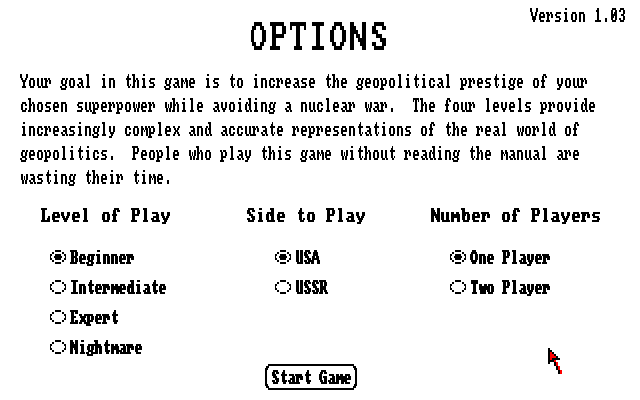 Version 1.03
OPTIONS
Your goal in this game is to increase the geopolitical prestige of your
chosen superpower while avoiding a nuclear war.  The four levels provide
increasingly complex and accurate representations of the real world of
geopolitics.  People who play this game without reading the manual are
wasting their time.
Level of Play
Beginner
Intermediate
Expert
Nightmare
Side to Play
USA
USSR
Number of Players
One Player
Two Player
Start Game